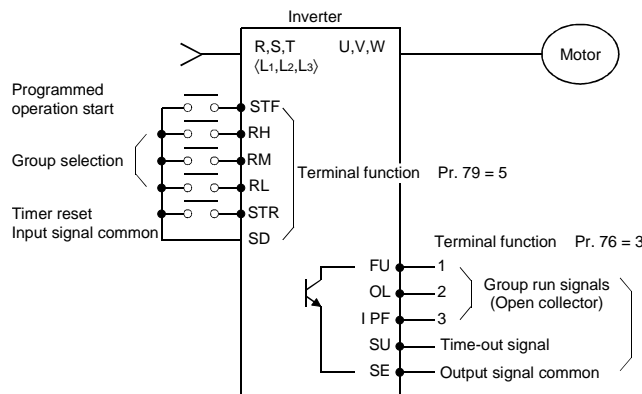 Inverter
R,S,T
U,V,W
⟨L1,L2,L3⟩
Motor
Programmed
operation start
STF
RH
Group selection
RM
Terminal function Pr. 79 = 5
RL
Timer reset
STR
Input signal common
SD
Terminal function Pr. 76 = 3
FU
1
Group run signals
(Open collector)
OL
2
I PF
3
SU
Time-out signal
SE
Output signal common